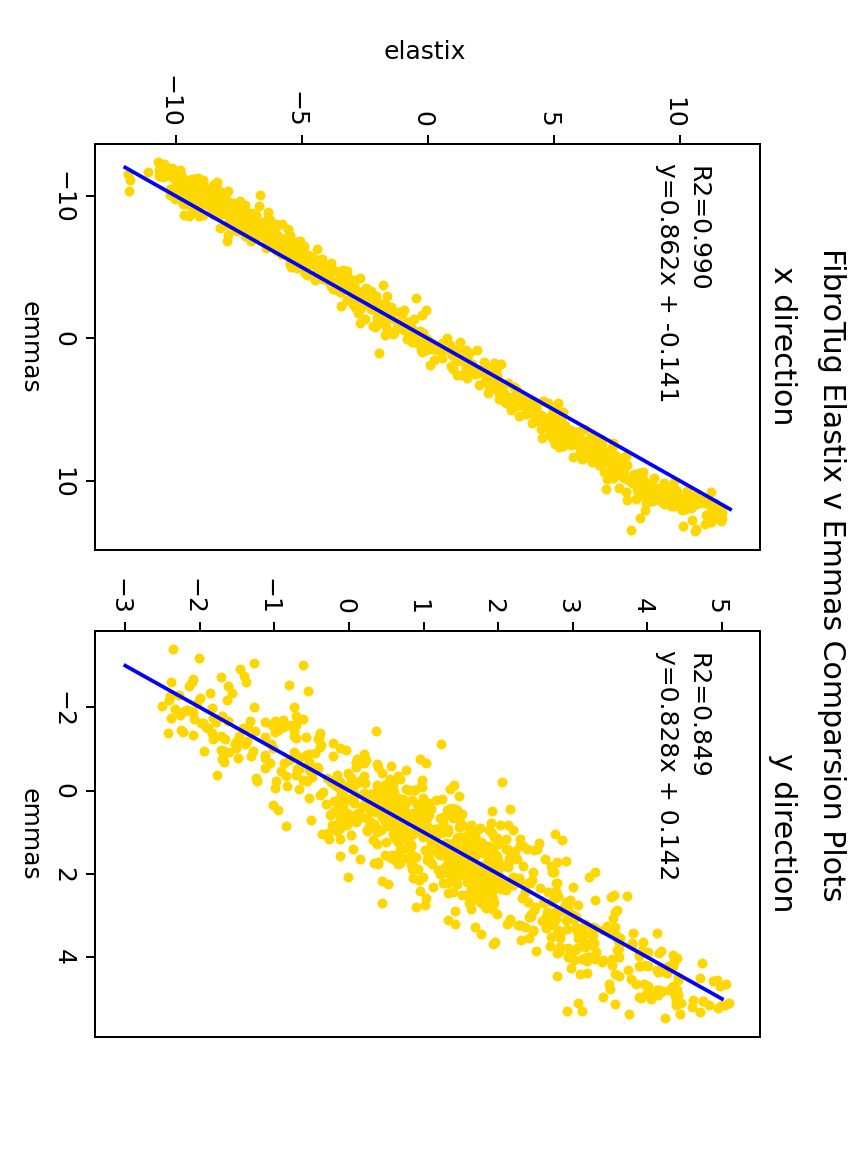 FibroTug Elastix v Emmas Comparsion Plots
x direction
R2=0.990
y=0.862x + -0.141
elastix
10
5
0
−5
−10
−10
0
10
emmas
y direction
R2=0.849
y=0.828x + 0.142
5
4
3
2
1
0
−1
−2
−3
−2
0
2
4
emmas